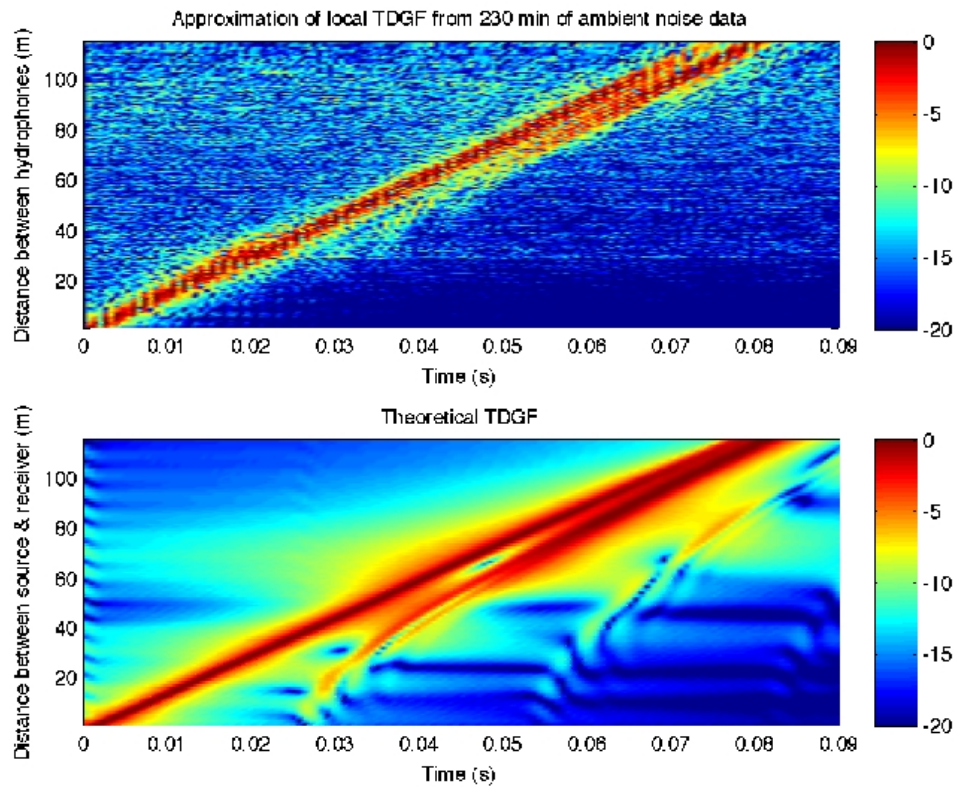 Approximation of local TDGF from 230 min of ambient noise data
Distance between hydrophones (m)
100
80
60
40
20
0 0.01 0.02 0.03 0.04 0.05 0.06 0.07 0.08 0.09
Time (s)
0
-5
-10
-15
-20
Theoretical TDGF
Distance between source & receiver (m)
100
80
60
40
20
0 0.01 0.02 0.03 0.04 0.05 0.06 0.07 0.08 0.09
Time (s)
0
-5
-10
-15
-20